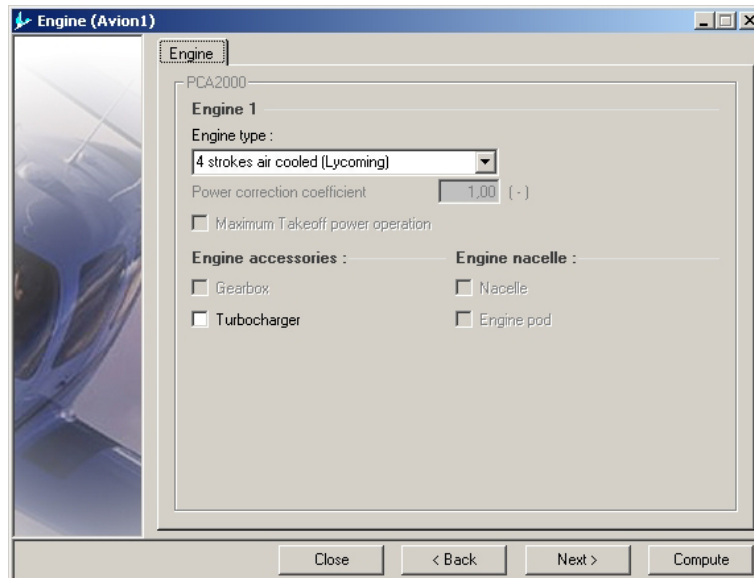 Engine (Avion1)
Engine
PCA2000
Engine 1
Engine type :
4 strokes air cooled (Lycoming)
Power correction coefficient 1,00 ( - )
Maximum Takeoff power operation
Engine accessories : Engine nacelle :
Gearbox Nacelle
Turbocharger Engine pod
Close < Back Next > Compute